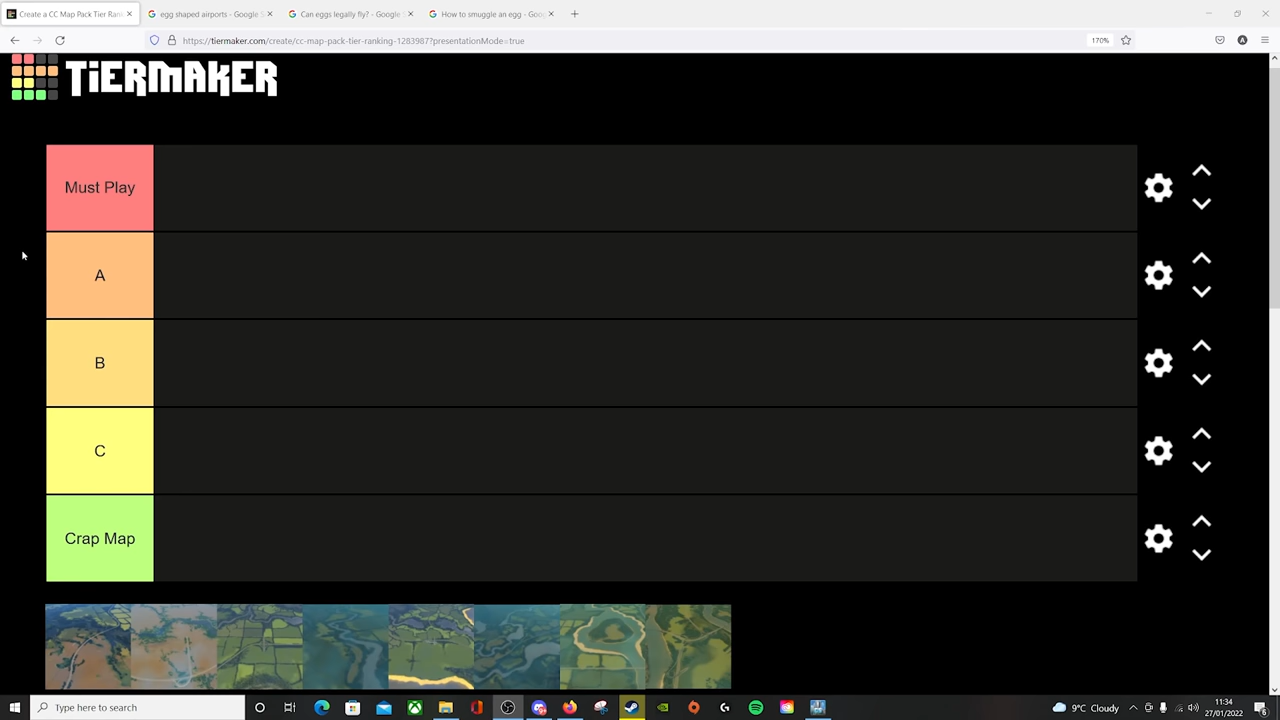 Create a CC Map Pack Tier Ran
egg shaped airports - Google S
Can eggs legally fly? - Google S
How to smuggle an egg - Goog
https://tiermaker.com/create/cc-map-pack-tier-ranking-1283987?presentationMode=true
170%
TiERMAKER
Must Play
A
B
C
Crap Map
Type here to search
9°C Cloudy
11:34
27/01/2022
6